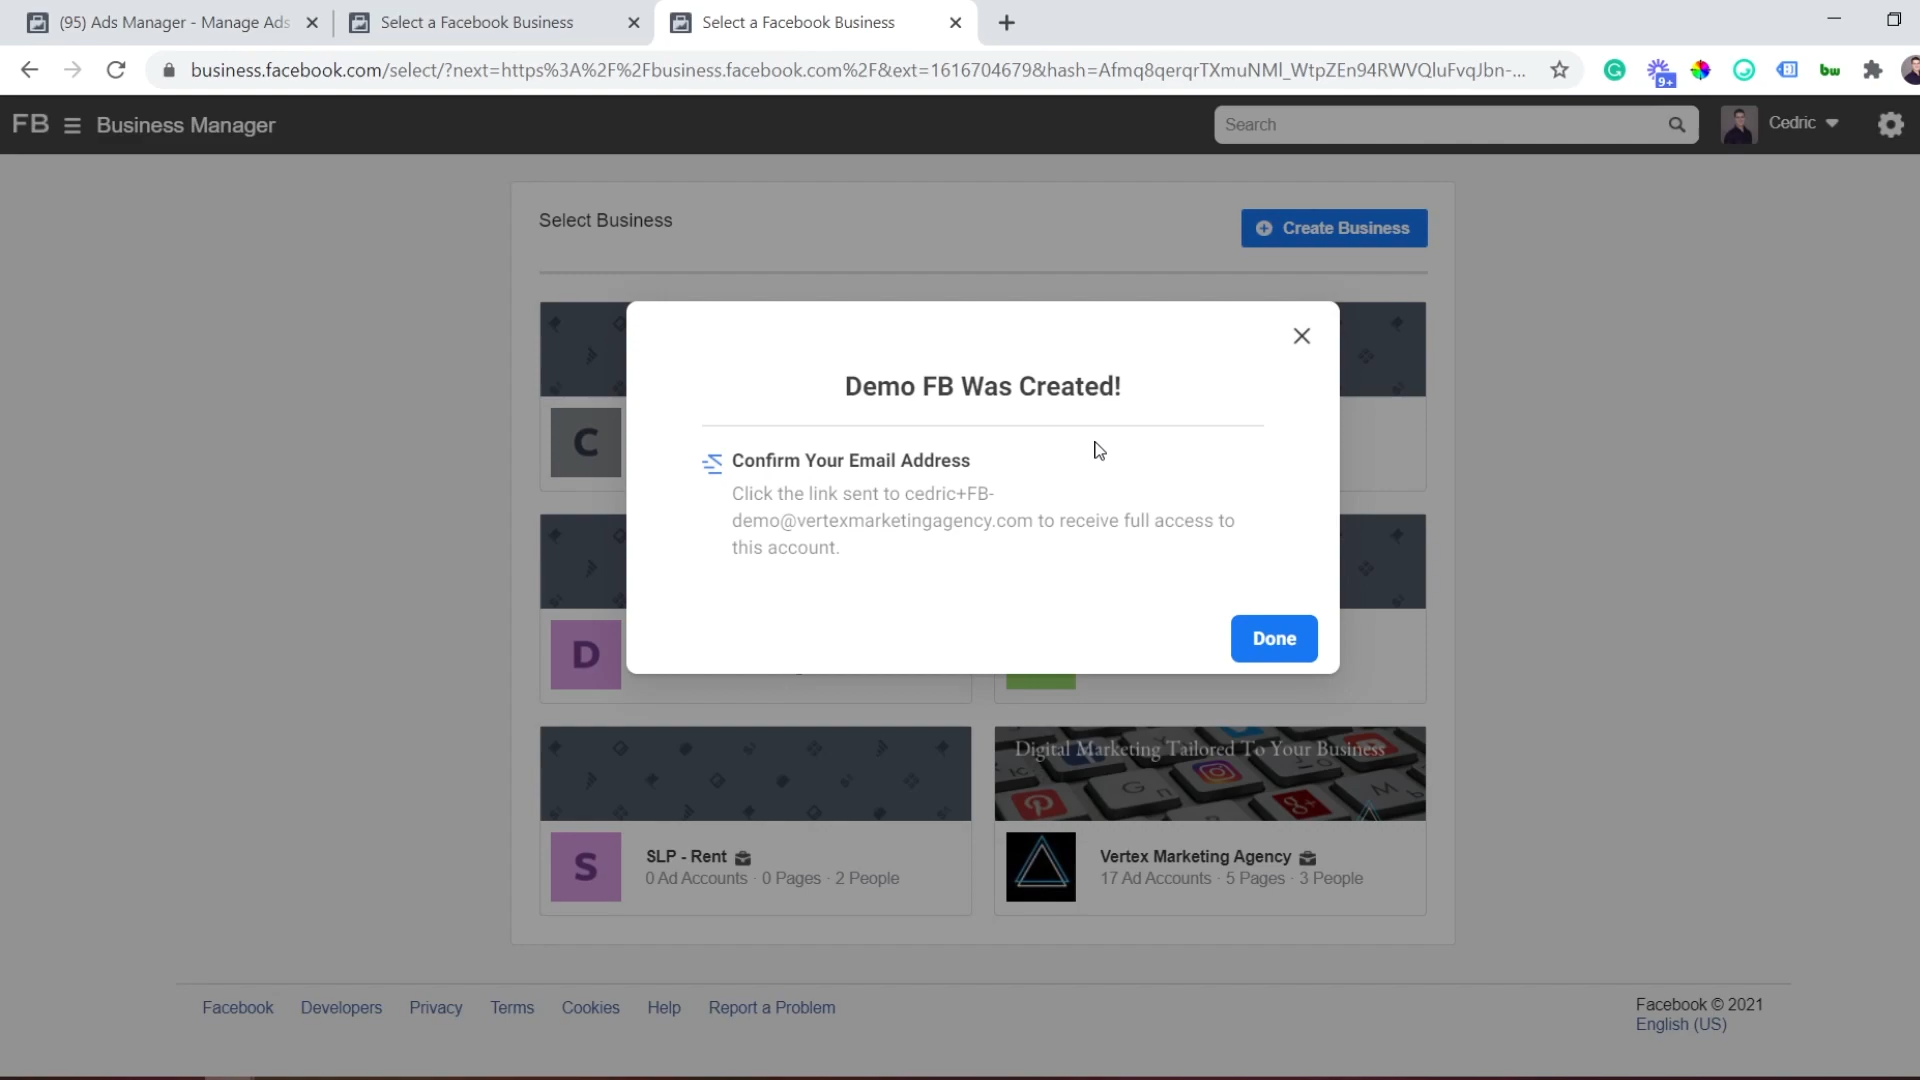 (95) Ads Manager - Manage Ads
Select a Facebook Business
Select a Facebook Business
business.facebook.com/select/?next=https%3A%2F%2Fbusiness.facebook.com%2F&ext=1616704679&hash=Afmq8qerqrTXmuNMl_WtpZEn94RWVQluFvqJbn-...
9+
bw
FB
Business Manager
Search
Cedric
Select Business
Create Business
C
Demo FB Was Created!
Confirm Your Email Address
Click the link sent to cedric+FB-
demo@vertexmarketingagency.com to receive full access to
this account.
Done
D
Digital Marketing Tailored To Your Business
S
SLP - Rent
0 Ad Accounts · 0 Pages · 2 People
Vertex Marketing Agency
17 Ad Accounts · 5 Pages · 3 People
Facebook
Developers
Privacy
Terms
Cookies
Help
Report a Problem
Facebook © 2021
English (US)